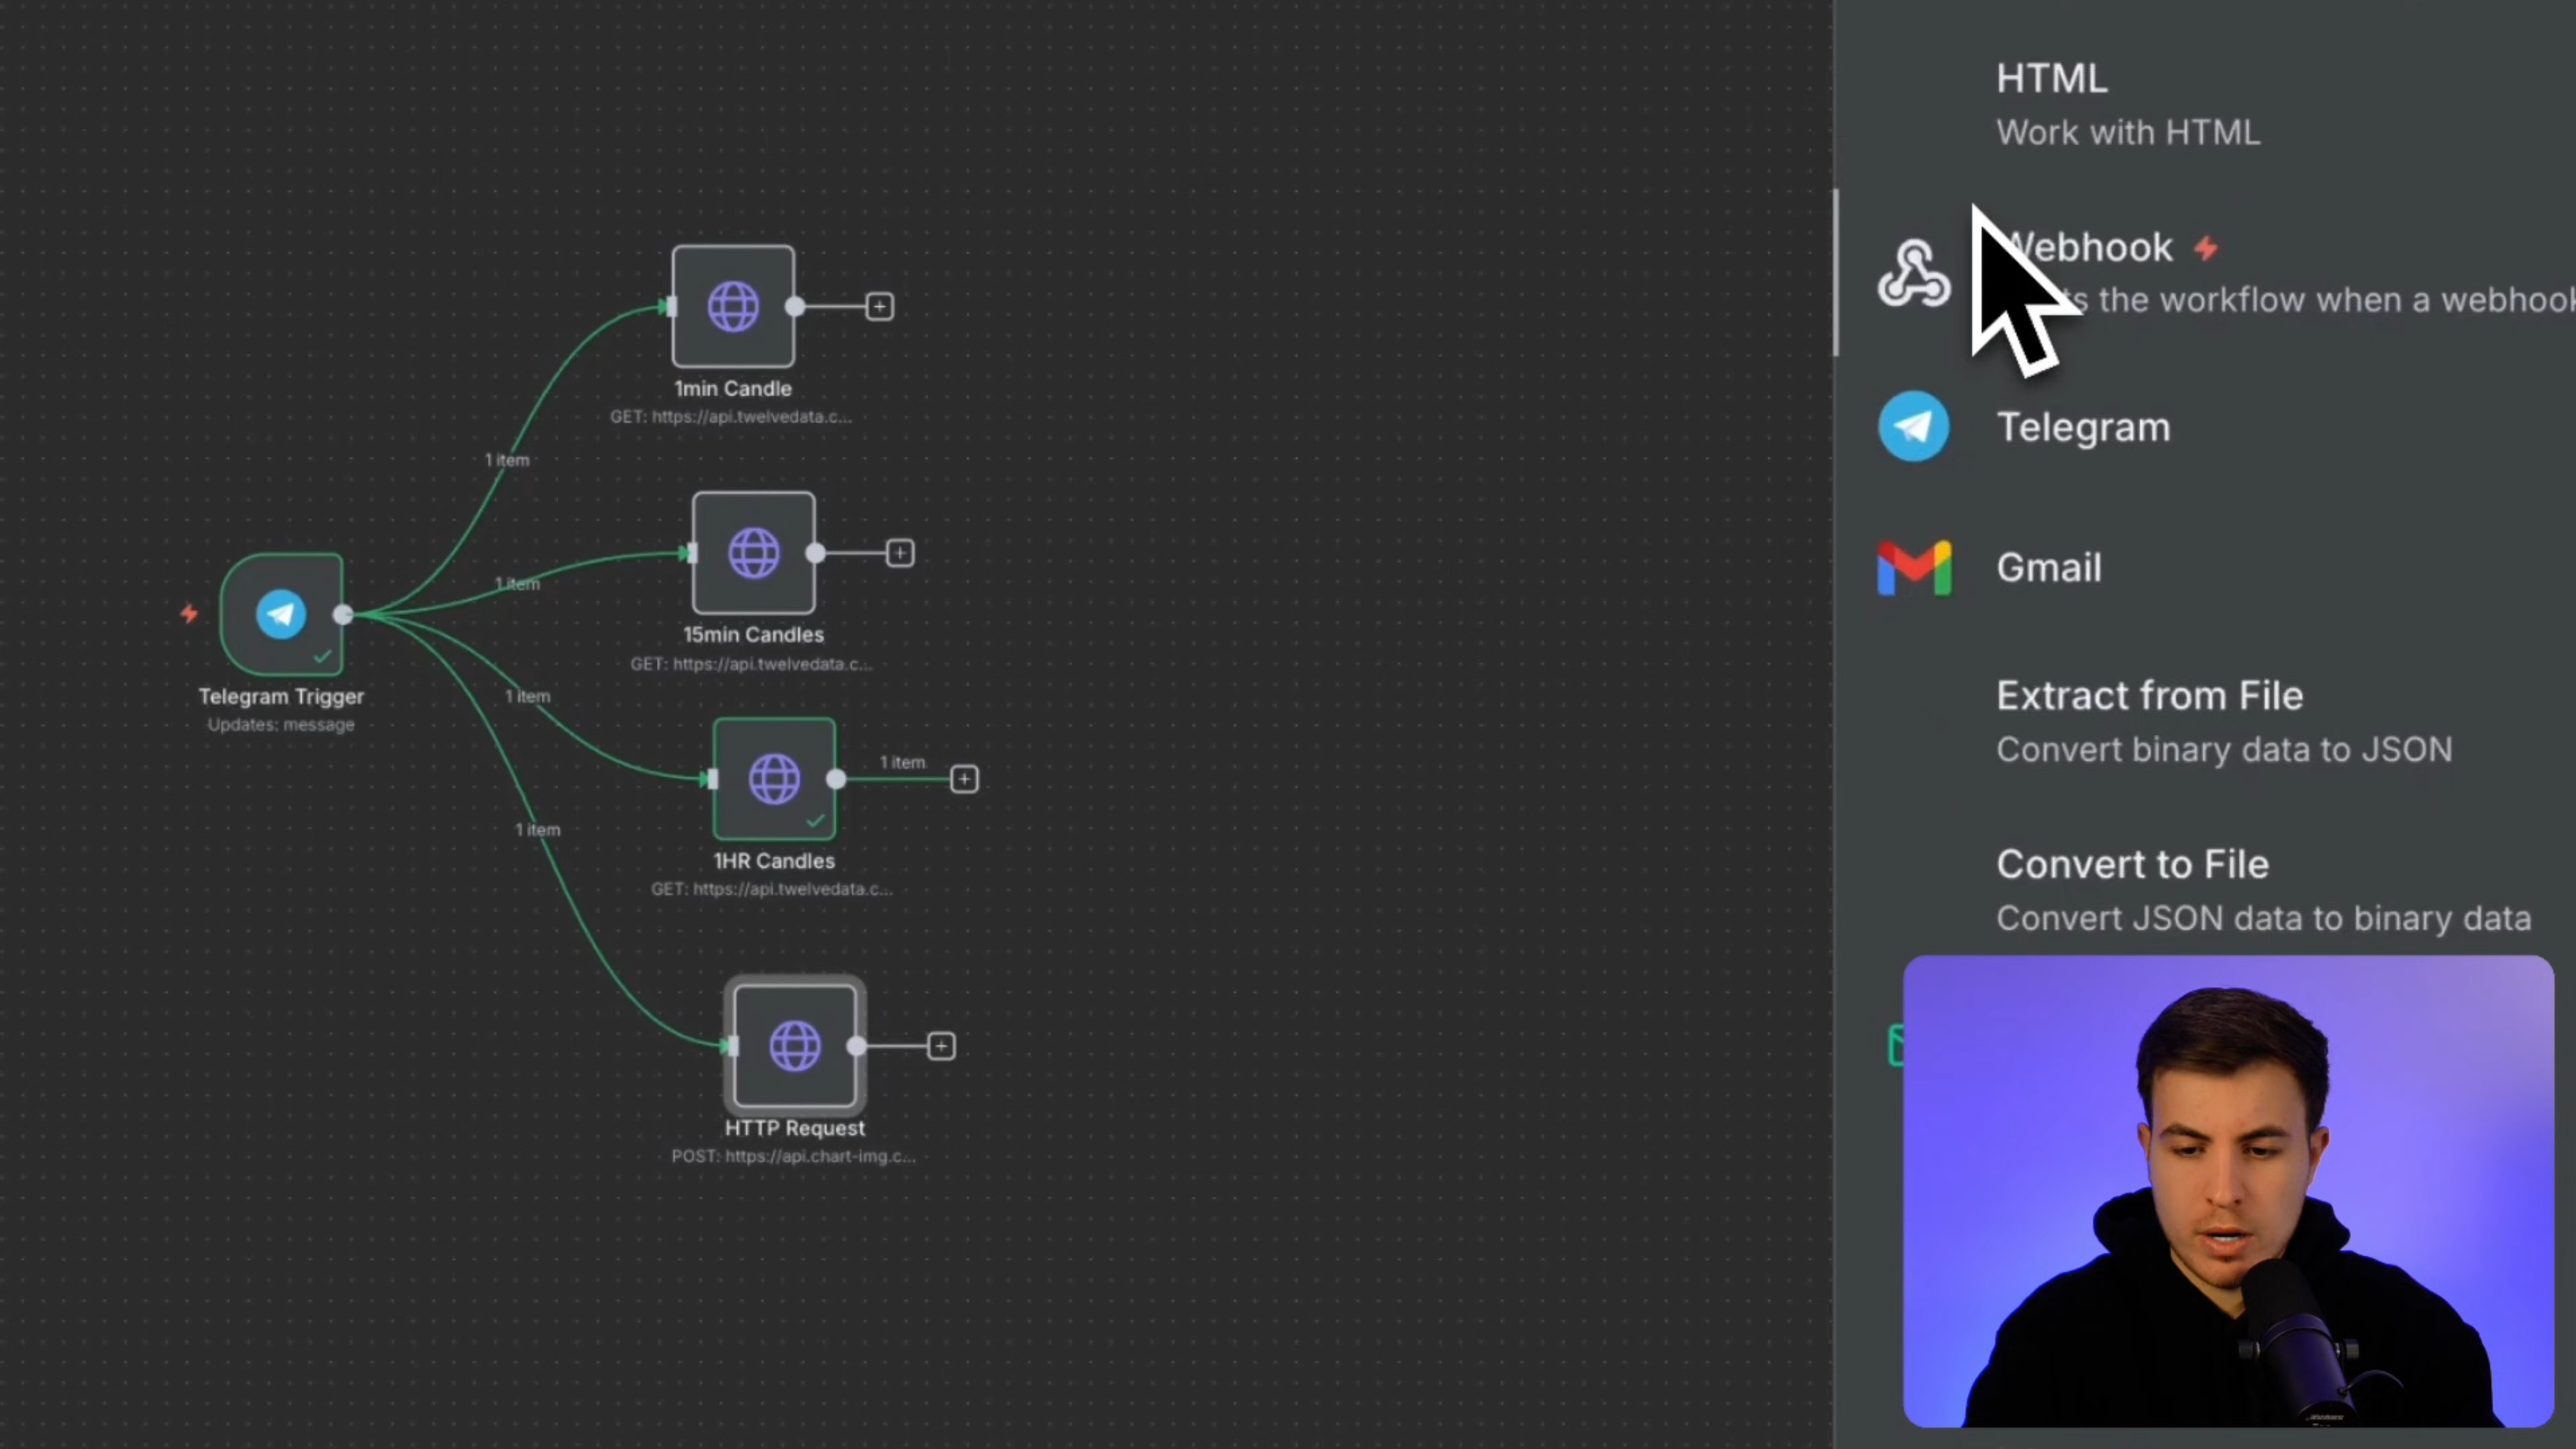 HTML
Work with HTML
Webhook
the workflow when a webhook
Telegram
Gmail
Extract from File
Convert binary data to JSON
Convert to File
Convert JSON data to binary data
1min Candle
GET: https://api.twelvedata.c...
1 item
15min Candles
GET: https://api.twelvedata.c...
1 item
Telegram Trigger
Updates: message
1 item
1 item
1HR Candles
GET: https://api.twelvedata.c...
1 item
HTTP Request
POST: https://api.chart-img.c...